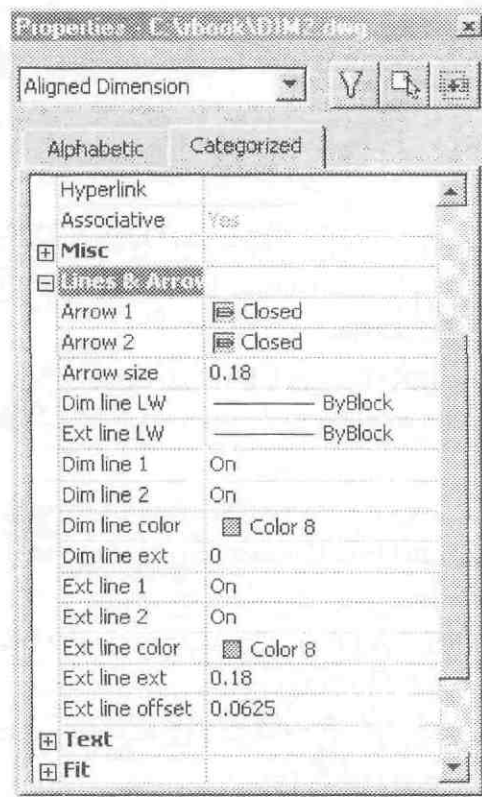 Properties - C:\rbook\DIM2.dwg
Aligned Dimension
Alphabetic Categorized
Hyperlink
Associative Yes
Misc
Lines & Arrow
Arrow 1 Closed
Arrow 2 Closed
Arrow size 0.18
Dim line LW ByBlock
Ext line LW ByBlock
Dim line 1 On
Dim line 2 On
Dim line color Color 8
Dim line ext 0
Ext line 1 On
Ext line 2 On
Ext line color Color 8
Ext line ext 0.18
Ext line offset 0.0625
Text
Fit